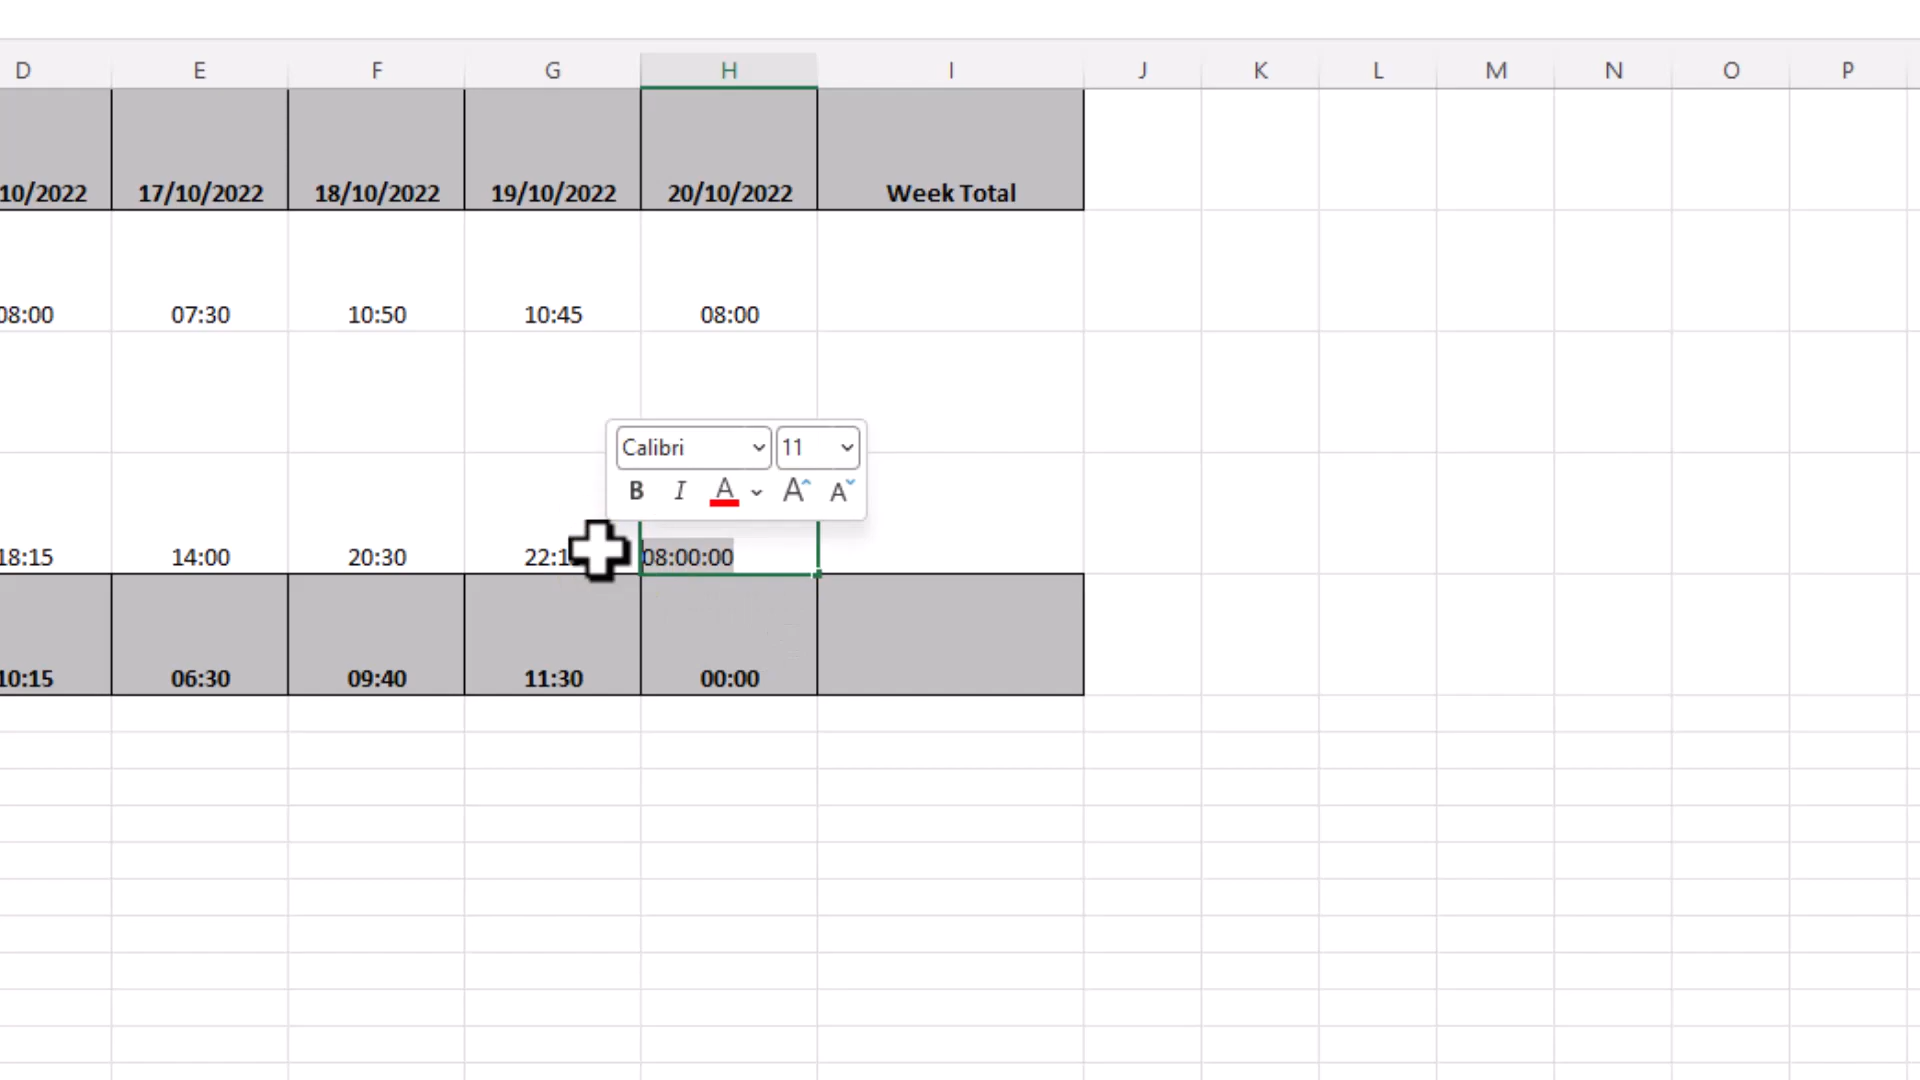 D E F G H I J K L M N O P
10/2022 17/10/2022 18/10/2022 19/10/2022 20/10/2022 Week Total
08:00 07:30 10:50 10:45 08:00
Calibri 11
B I A A A
18:15 14:00 20:30 22:1 08:00:00
10:15 06:30 09:40 11:30 00:00